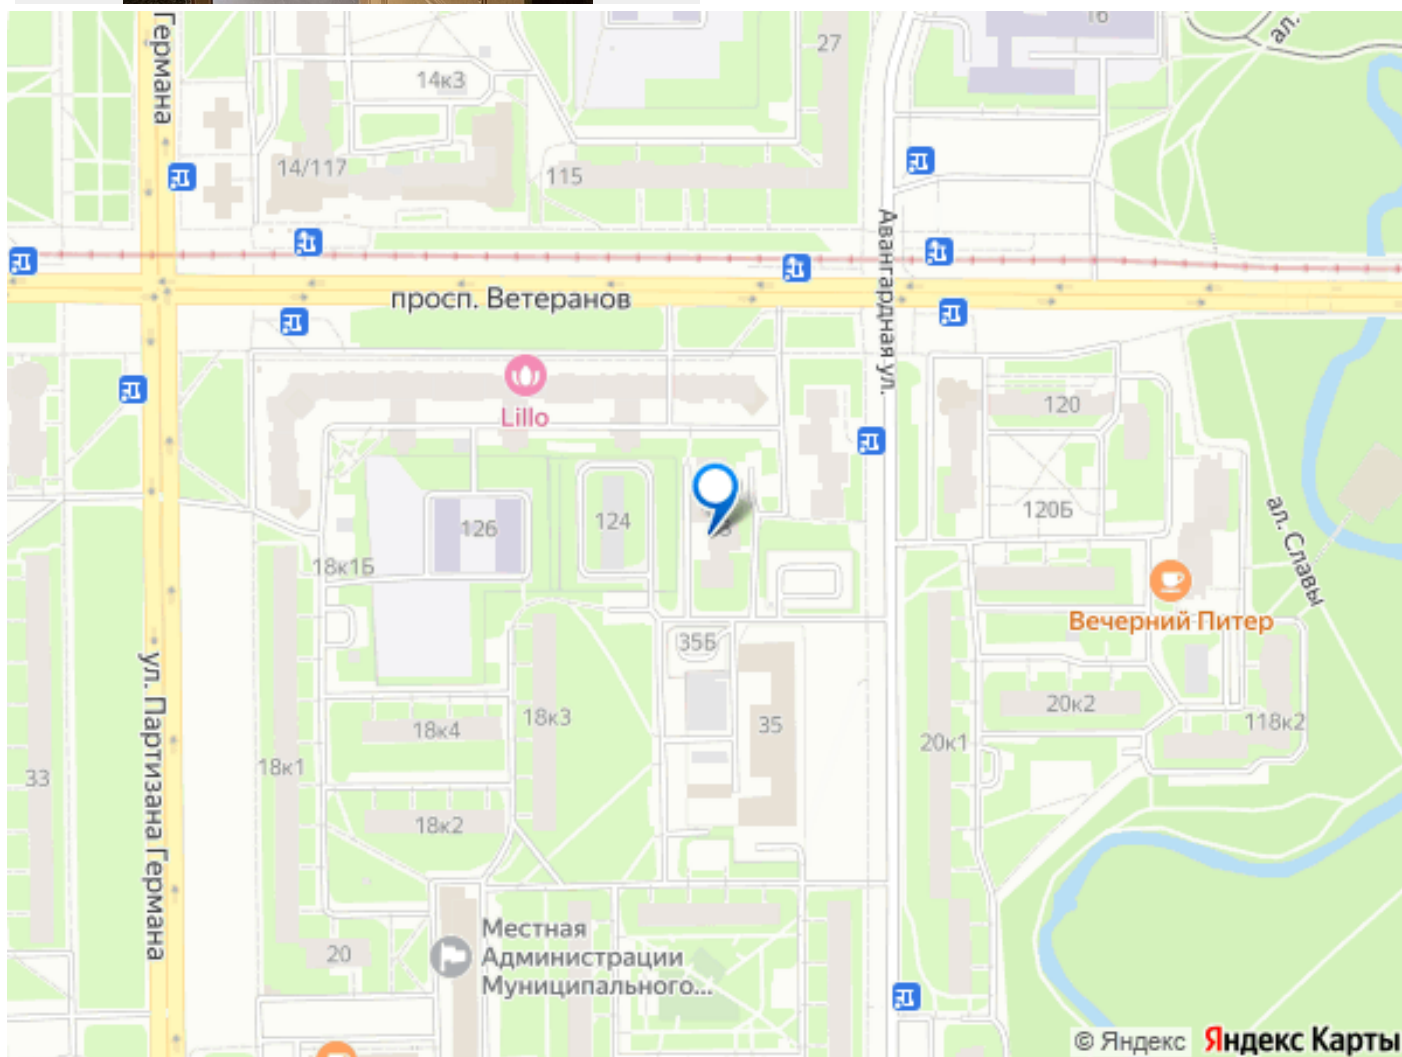 Германа
27
16
ал.
14к3
14/117
115
Авангардная ул.
просп. Ветеранов
Lillo
120
126
124
120Б
ал. Славы
18к1Б
Вечерний Питер
35Б
ул. Партизана Германа
18к4
18к3
35
20к2
118к2
20к1
33
18к1
18к2
Местная
Администрации
Муниципального...
20
© Яндекс Яндекс Карты